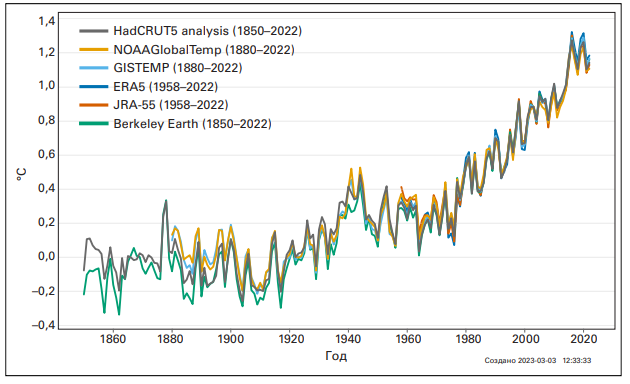 1,4
1,2
1,0
0,8
0,6
0,4
0,2
0,0
–0,2
–0,4
°C
HadCRUT5 analysis (1850–2022)
NOAAGlobalTemp (1880–2022)
GISTEMP (1880–2022)
ERA5 (1958–2022)
JRA-55 (1958–2022)
Berkeley Earth (1850–2022)
1860 1880 1900 1920 1940 1960 1980 2000 2020
Год
Создано 2023-03-03 12:33:33